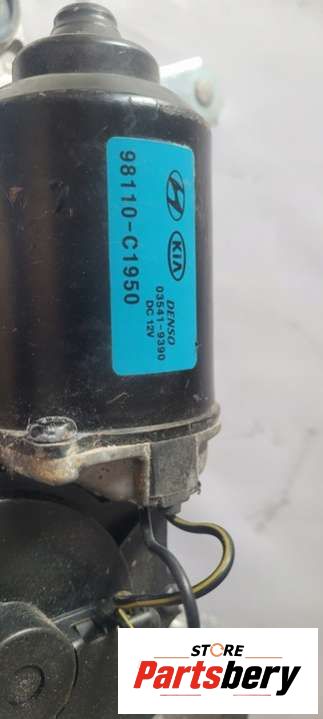 98110-C1950
KIA
DENSO
03541-9390
DC 12V
STORE
Partsbery